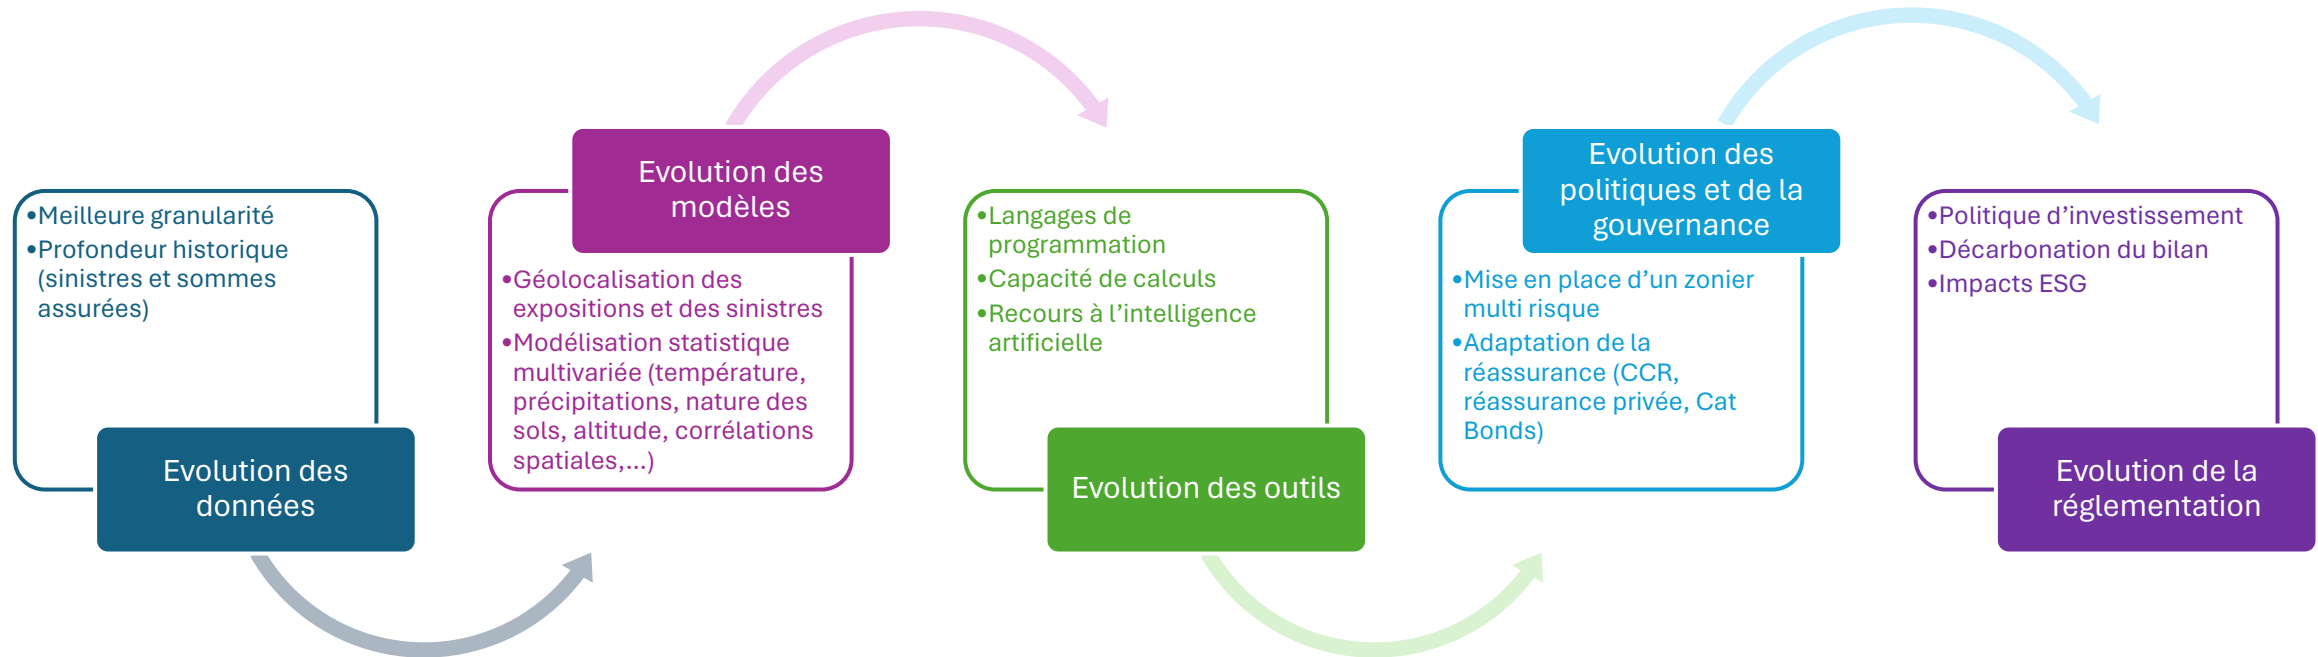 •Meilleure granularité
•Profondeur historique
(sinistres et sommes
assurées)
Evolution des
données
Evolution des
modèles
•Géolocalisation des
expositions et des sinistres
•Modélisation statistique
multivariée (température,
précipitations, nature des
sols, altitude, corrélations
spatiales,...)
•Langages de
programmation
•Capacité de calculs
•Recours à l’intelligence
artificielle
Evolution des outils
Evolution des
politiques et de la
gouvernance
•Mise en place d’un zonier
multi risque
•Adaptation de la
réassurance (CCR,
réassurance privée, Cat
Bonds)
•Politique d’investissement
•Décarbonation du bilan
•Impacts ESG
Evolution de la
réglementation